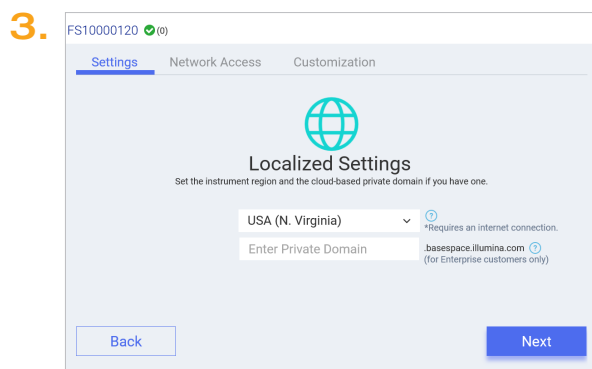 3.
FS10000120 (0)
Settings Network Access Customization
Localized Settings
Set the instrument region and the cloud-based private domain if you have one.
USA (N. Virginia) ?
*Requires an internet connection.
Enter Private Domain .basespace.illumina.com ?
(for Enterprise customers only)
Back Next